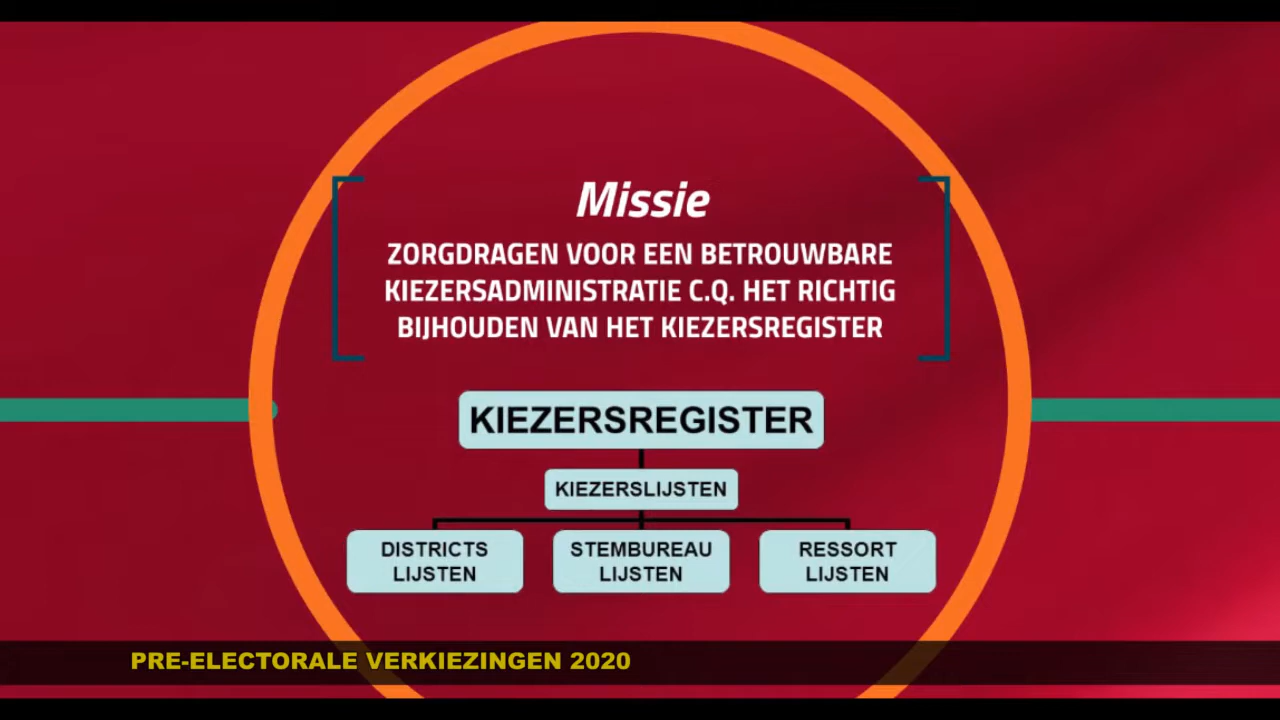 Missie
ZORGDRAGEN VOOR EEN BETROUWBARE
KIEZERSADMINISTRATIE C.Q. HET RICHTIG
BIJHOUDEN VAN HET KIEZERSREGISTER
KIEZERSREGISTER
KIEZERSLIJSTEN
DISTRICTS
LIJSTEN
STEMBUREAU
LIJSTEN
RESSORT
LIJSTEN
PRE-ELECTORALE VERKIEZINGEN 2020